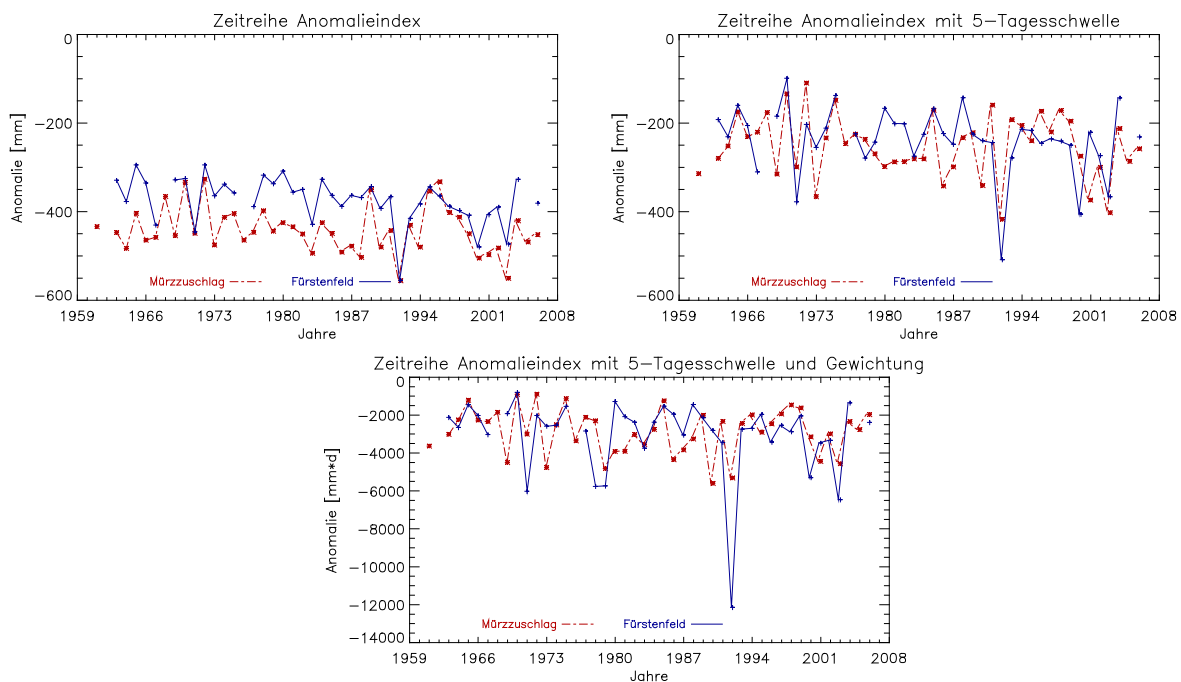 Zeitreihe Anomalieindex
Anomalie [mm]
0
−200
−400
−600
Mürzzuschlag
Fürstenfeld
1959 1966 1973 1980 1987 1994 2001 2008
Jahre
Zeitreihe Anomalieindex mit 5−Tagesschwelle
Anomalie [mm]
0
−200
−400
−600
Mürzzuschlag
Fürstenfeld
1959 1966 1973 1980 1987 1994 2001 2008
Jahre
Zeitreihe Anomalieindex mit 5−Tagesschwelle und Gewichtung
Anomalie [mm*d]
0
−2000
−4000
−6000
−8000
−10000
−12000
−14000
Mürzzuschlag
Fürstenfeld
1959 1966 1973 1980 1987 1994 2001 2008
Jahre